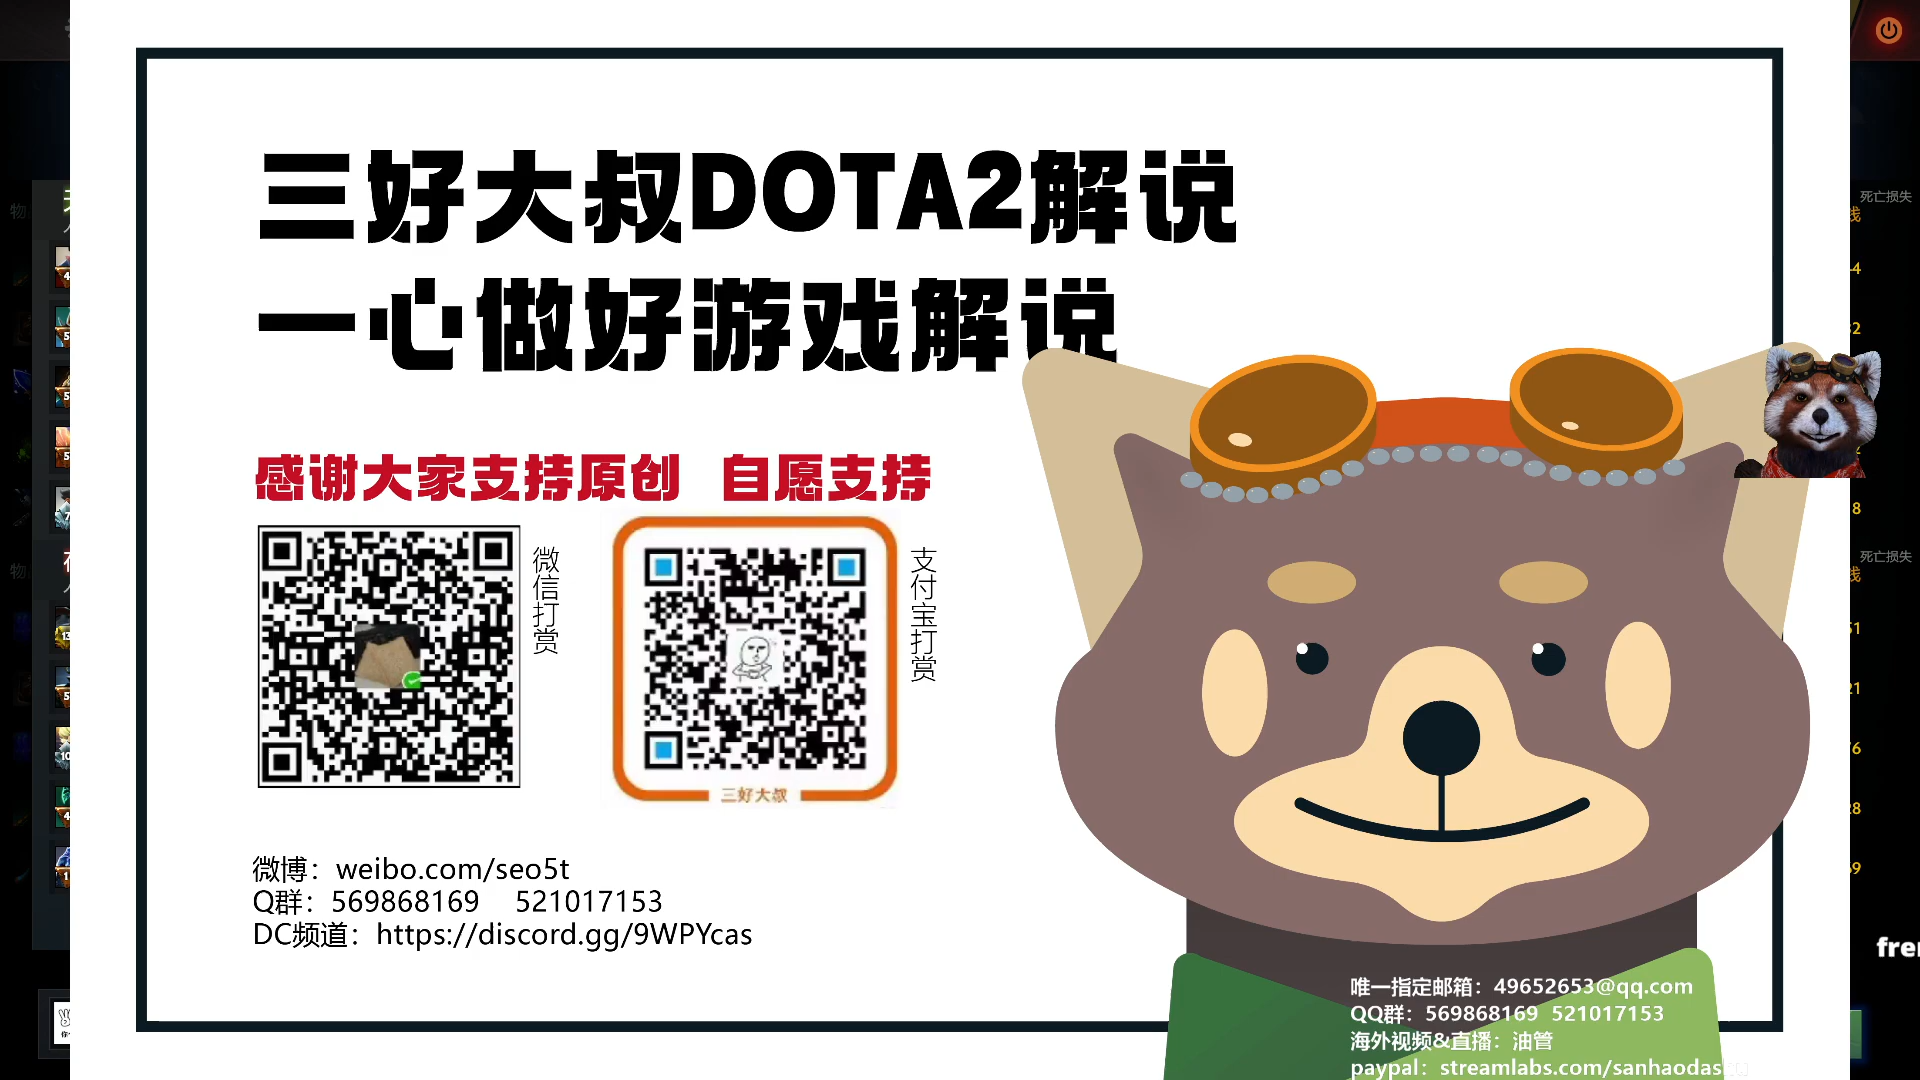 三好大叔DOTA2解说
一心做好游戏解说
感谢大家支持原创 自愿支持
微信打赏
支付宝打赏
三好大叔
微博：weibo.com/seo5t
Q群：569868169 521017153
DC频道：https://discord.gg/9WPYcas
唯一指定邮箱：49652653@qq.com
QQ群：569868169 521017153
海外视频&直播：油管
paypal：streamlabs.com/sanhaodashu
死亡损失
死亡损失